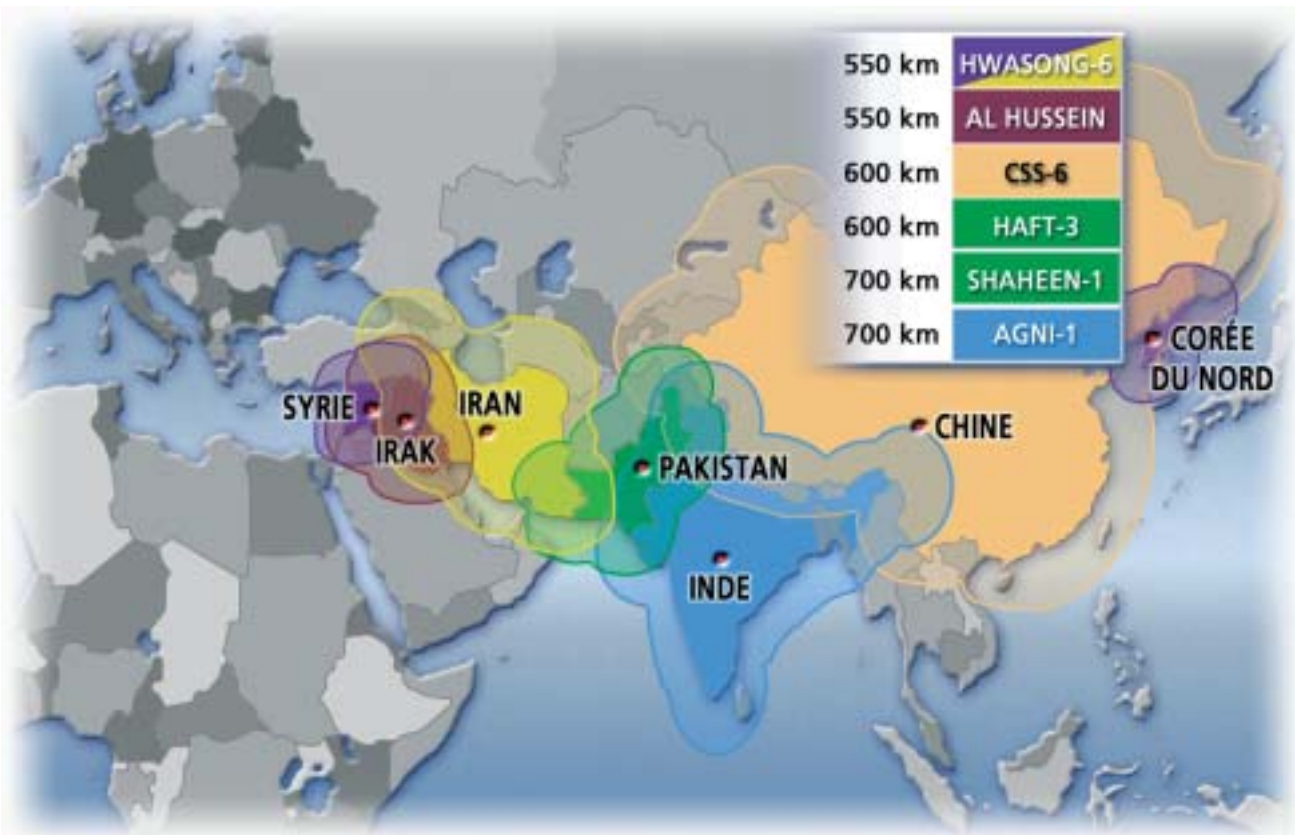 550 km HWASONG-6
550 km AL HUSSEIN
600 km CSS-6
600 km HAFT-3
700 km SHAHEEN-1
700 km AGNI-1
CORÉE
DU NORD
SYRIE
IRAN
IRAK
CHINE
PAKISTAN
INDE